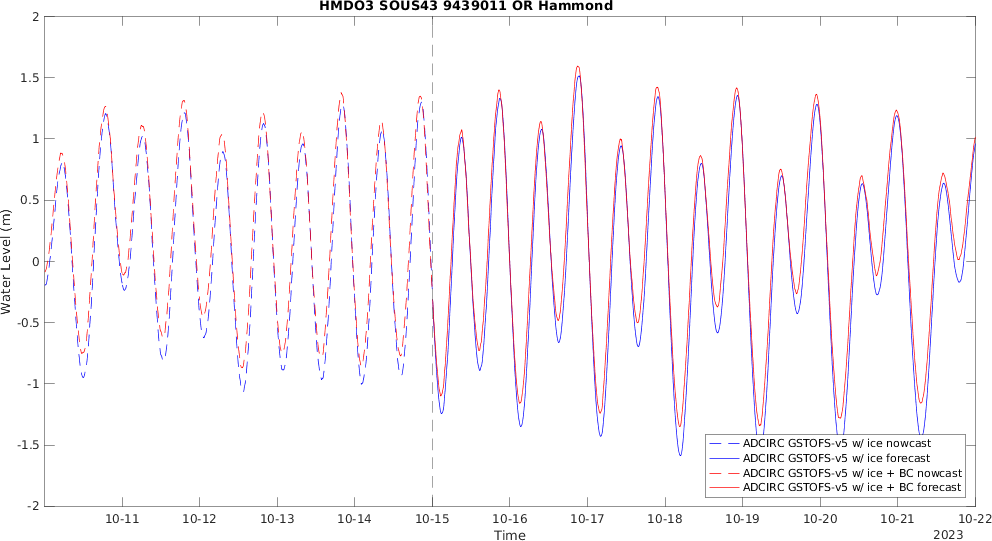 HMDO3 SOUS43 9439011 OR Hammond
2
1.5
1
0.5
0
-0.5
-1
-1.5
-2
Water Level (m)
10-11 10-12 10-13 10-14 10-15 10-16 10-17 10-18 10-19 10-20 10-21 10-22
Time
2023
ADCIRC GSTOFS-v5 w/ ice nowcast
ADCIRC GSTOFS-v5 w/ ice forecast
ADCIRC GSTOFS-v5 w/ ice + BC nowcast
ADCIRC GSTOFS-v5 w/ ice + BC forecast